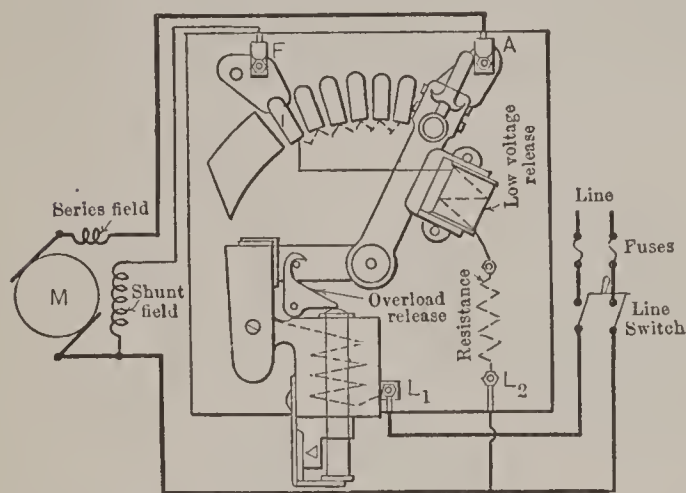 F
A
Low voltage
release
Line
Series field
Fuses
M
Shunt
field
Overload
release
Resistance
Line
Switch
L1
L2